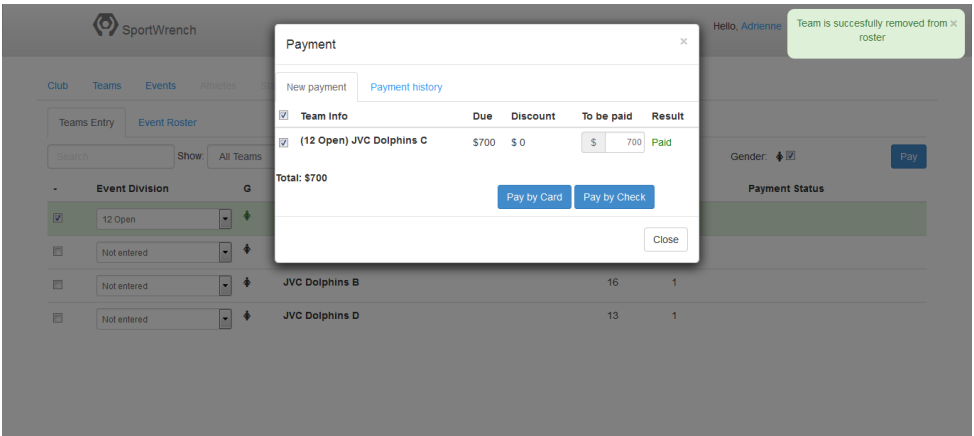 SportWrench
Hello, Adrienne
Team is succesfully removed from ×
roster
Payment ×
Club Teams Events Athletes
New payment Payment history
Teams Entry Event Roster
Team Info Due Discount To be paid Result
(12 Open) JVC Dolphins C $700 $ 0 $ 700 Paid
Search Show: All Teams Gender: Pay
Total: $700
- Event Division G Payment Status
Pay by Card Pay by Check
12 Open
Close
Not entered
Not entered JVC Dolphins B 16 1
Not entered JVC Dolphins D 13 1